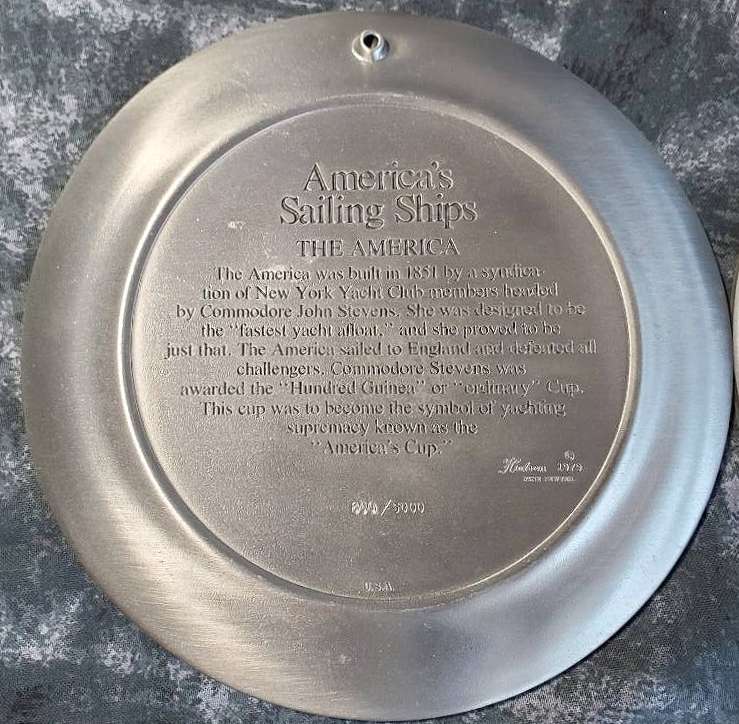 America's
Sailing Ships
THE AMERICA
The America was built in 1851 by a syndica-
tion of New York Yacht Club members headed
by Commodore John Stevens. She was designed to be
the "fastest yacht afloat," and she proved to be
just that. The America sailed to England and defeated all
challengers. Commodore Stevens was
awarded the "Hundred Guinea" or "ordinary" Cup.
This cup was to become the symbol of yachting
supremacy known as the
"America's Cup."
©
Hudson 1979
/5000
U.S.A.